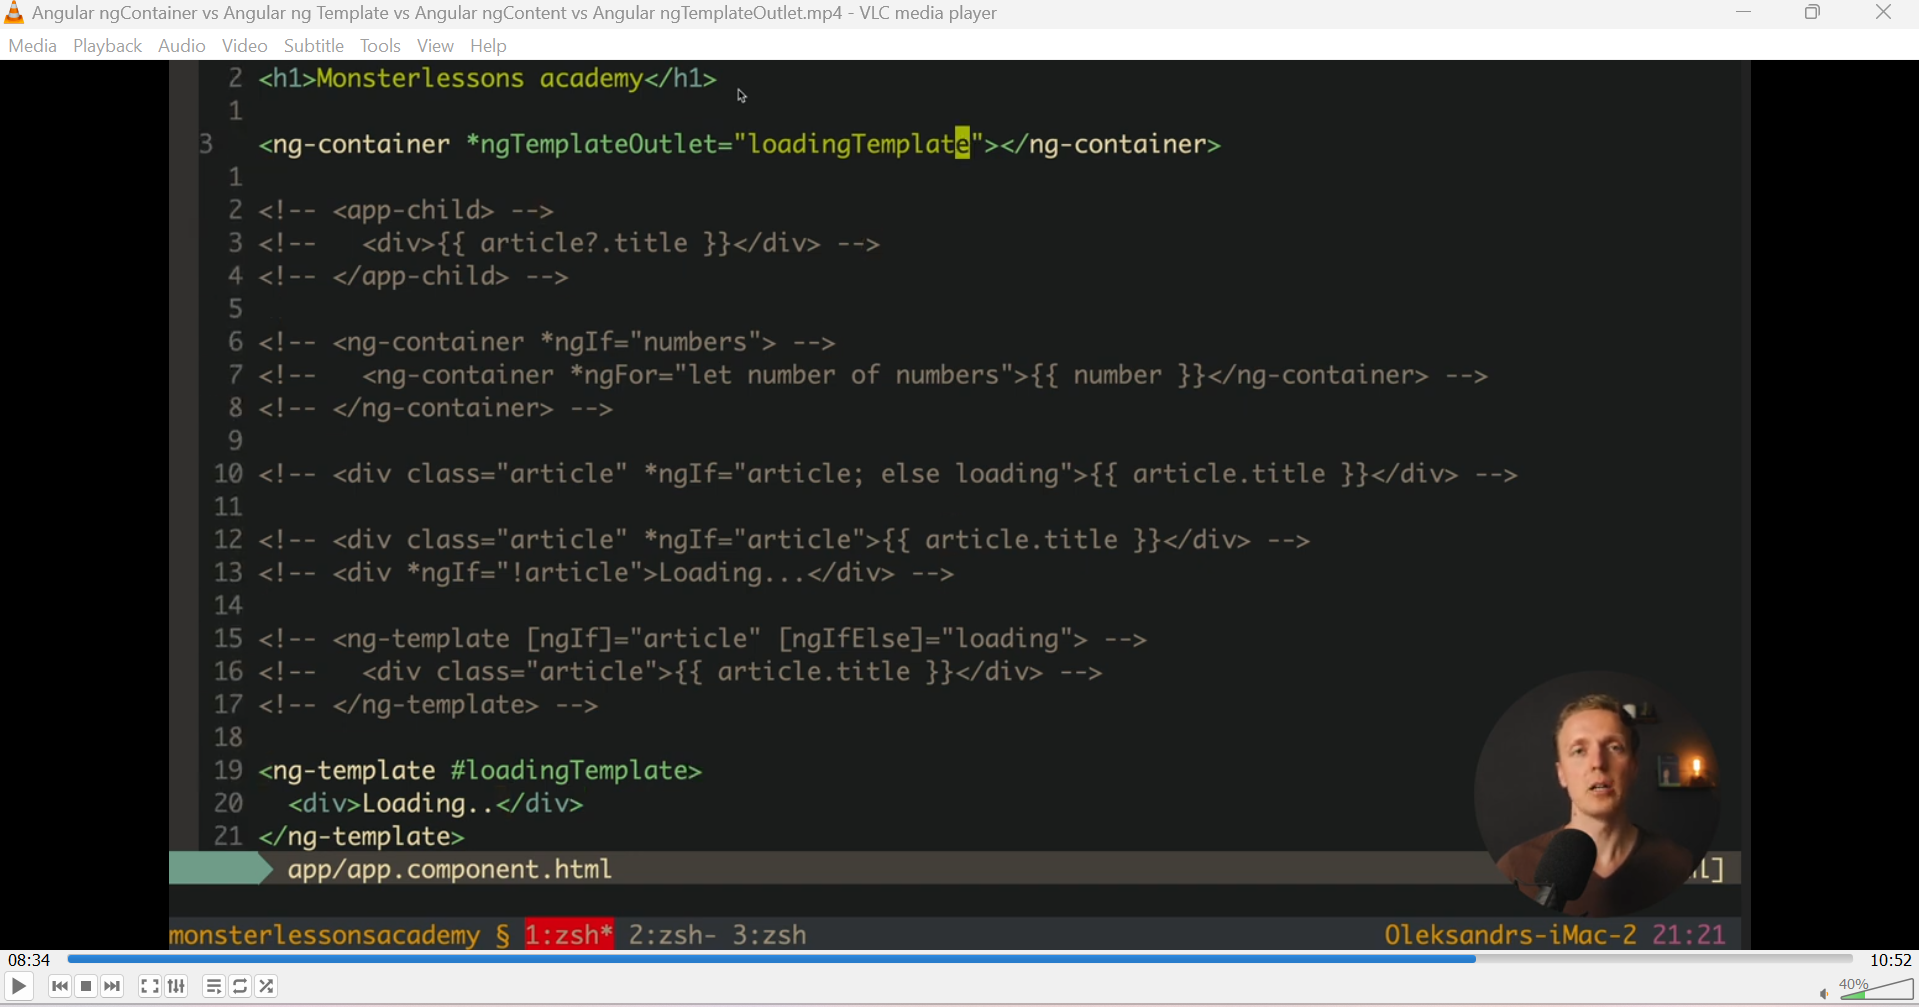 Angular ngContainer vs Angular ng Template vs Angular ngContent vs Angular ngTemplateOutlet.mp4 - VLC media player
Media Playback Audio Video Subtitle Tools View Help
2 <h1>Monsterlessons academy</h1>
1
3 <ng-container *ngTemplateOutlet="loadingTemplate"></ng-container>
1
2 <!-- <app-child> -->
3 <!--   <div>{{ article?.title }}</div> -->
4 <!-- </app-child> -->
5
6 <!-- <ng-container *ngIf="numbers"> -->
7 <!--   <ng-container *ngFor="let number of numbers">{{ number }}</ng-container> -->
8 <!-- </ng-container> -->
9
10 <!-- <div class="article" *ngIf="article; else loading">{{ article.title }}</div> -->
11
12 <!-- <div class="article" *ngIf="article">{{ article.title }}</div> -->
13 <!-- <div *ngIf="!article">Loading...</div> -->
14
15 <!-- <ng-template [ngIf]="article" [ngIfElse]="loading"> -->
16 <!--   <div class="article">{{ article.title }}</div> -->
17 <!-- </ng-template> -->
18
19 <ng-template #loadingTemplate>
20   <div>Loading..</div>
21 </ng-template>
app/app.component.html l]
monsterlessonsacademy § 1:zsh* 2:zsh- 3:zsh Oleksandrs-iMac-2 21:21
08:34 10:52
40%